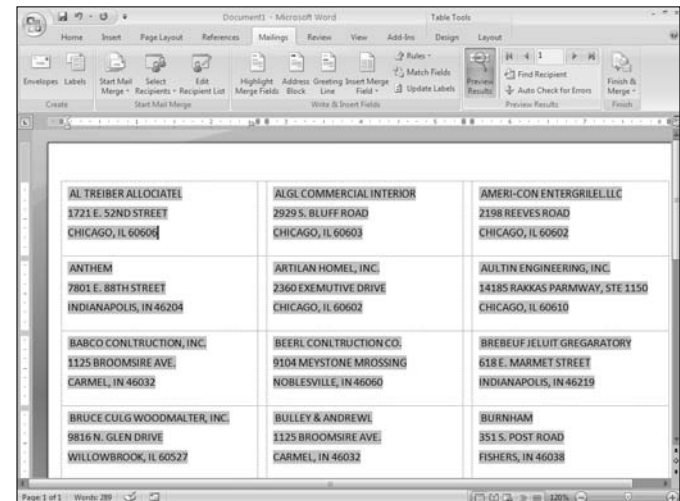 Document1 - Microsoft Word
Table Tools
Home Insert Page Layout References Mailings Review View Add-Ins Design Layout
Envelopes Labels
Start Mail Merge Select Recipients Edit Recipient List
Highlight Merge Fields Address Block Greeting Line Insert Merge Field
Rules
Match Fields
Update Labels
Preview Results
1
Find Recipient
Auto Check for Errors
Finish & Merge
Create Start Mail Merge Write & Insert Fields Preview Results Finish
AL TREIBER ALLOCIATEL
1721 E. 52ND STREET
CHICAGO, IL 60606
ALGL COMMERCIAL INTERIOR
2929 S. BLUFF ROAD
CHICAGO, IL 60603
AMERI-CON ENTERGRILEL.LLC
2198 REEVES ROAD
CHICAGO, IL 60602
ANTHEM
7801 E. 88TH STREET
INDIANAPOLIS, IN 46204
ARTILAN HOMEL, INC.
2360 EXEMUTIVE DRIVE
CHICAGO, IL 60602
AULTIN ENGINEERING, INC.
14185 RAKKAS PARMWAY, STE 1150
CHICAGO, IL 60610
BABCO CONLTRUCTION, INC.
1125 BROOMSIRE AVE.
CARMEL, IN 46032
BEERL CONLTRUCTION CO.
9104 MEYSTONE MROSSING
NOBLESVILLE, IN 46060
BREBEUF JELUIT GREGARATORY
618 E. MARMET STREET
INDIANAPOLIS, IN 46219
BRUCE CULG WOODMALTER, INC.
9816 N. GLEN DRIVE
WILLOWBROOK, IL 60527
BULLEY & ANDREWL
1125 BROOMSIRE AVE.
CARMEL, IN 46032
BURNHAM
351 S. POST ROAD
FISHERS, IN 46038
Page: 1 of 1 Words: 289
120%